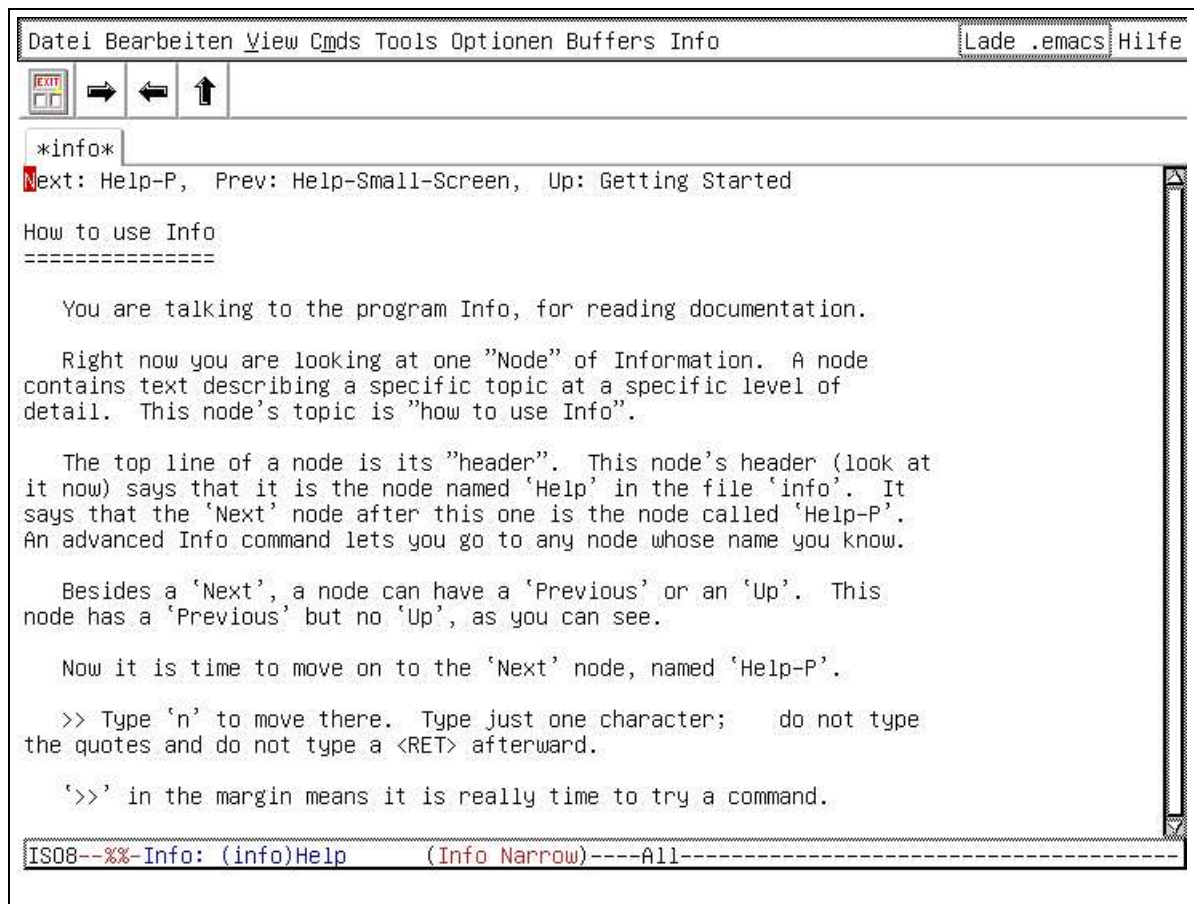 Datei Bearbeiten View Cmds Tools Optionen Buffers Info Lade .emacs Hilfe
EXIT
*info*
Next: Help-P,  Prev: Help-Small-Screen,  Up: Getting Started
How to use Info
===============
You are talking to the program Info, for reading documentation.
Right now you are looking at one "Node" of Information.  A node
contains text describing a specific topic at a specific level of
detail.  This node's topic is "how to use Info".
The top line of a node is its "header".  This node's header (look at
it now) says that it is the node named `Help' in the file `info'.  It
says that the `Next' node after this one is the node called `Help-P'.
An advanced Info command lets you go to any node whose name you know.
Besides a `Next', a node can have a `Previous' or an `Up'.  This
node has a `Previous' but no `Up', as you can see.
Now it is time to move on to the `Next' node, named `Help-P'.
>> Type `n' to move there.  Type just one character;    do not type
the quotes and do not type a <RET> afterward.
`>>' in the margin means it is really time to try a command.
ISO8--%%-Info: (info)Help      (Info Narrow)----All--------------------------------------